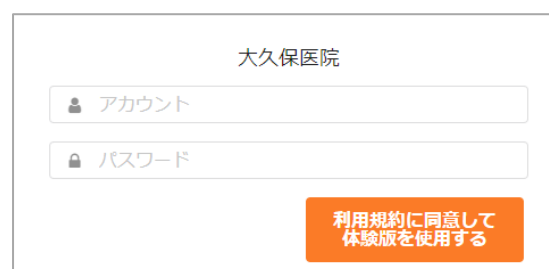 大久保医院
アカウント
パスワード
利用規約に同意して
体験版を使用する